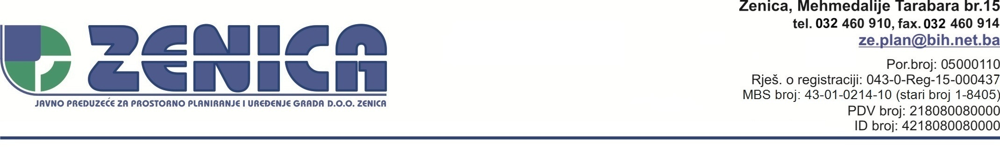 ZENICA
JAVNO PREDUZEĆE ZA PROSTORNO PLANIRANJE I UREĐENJE GRADA D.O.O. ZENICA
Zenica, Mehmedalije Tarabara br.15
tel. 032 460 910, fax. 032 460 914
ze.plan@bih.net.ba
Por.broj: 05000110
Rješ. o registraciji: 043-0-Reg-15-000437
MBS broj: 43-01-0214-10 (stari broj 1-8405)
PDV broj: 218080080000
ID broj: 4218080080000